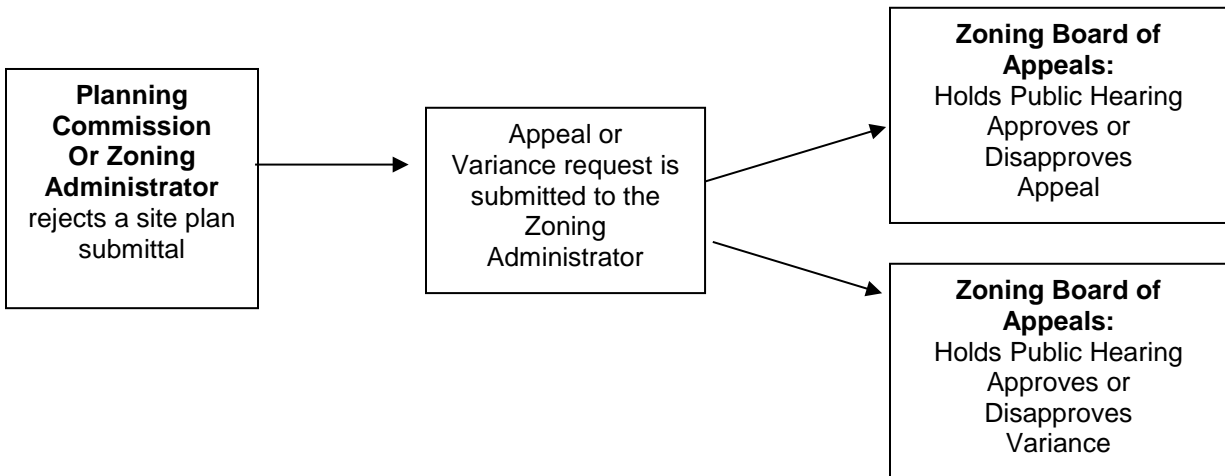 Planning
Commission
Or Zoning
Administrator
rejects a site plan
submittal
Appeal or
Variance request is
submitted to the
Zoning
Administrator
Zoning Board of
Appeals:
Holds Public Hearing
Approves or
Disapproves
Appeal
Zoning Board of
Appeals:
Holds Public Hearing
Approves or
Disapproves
Variance